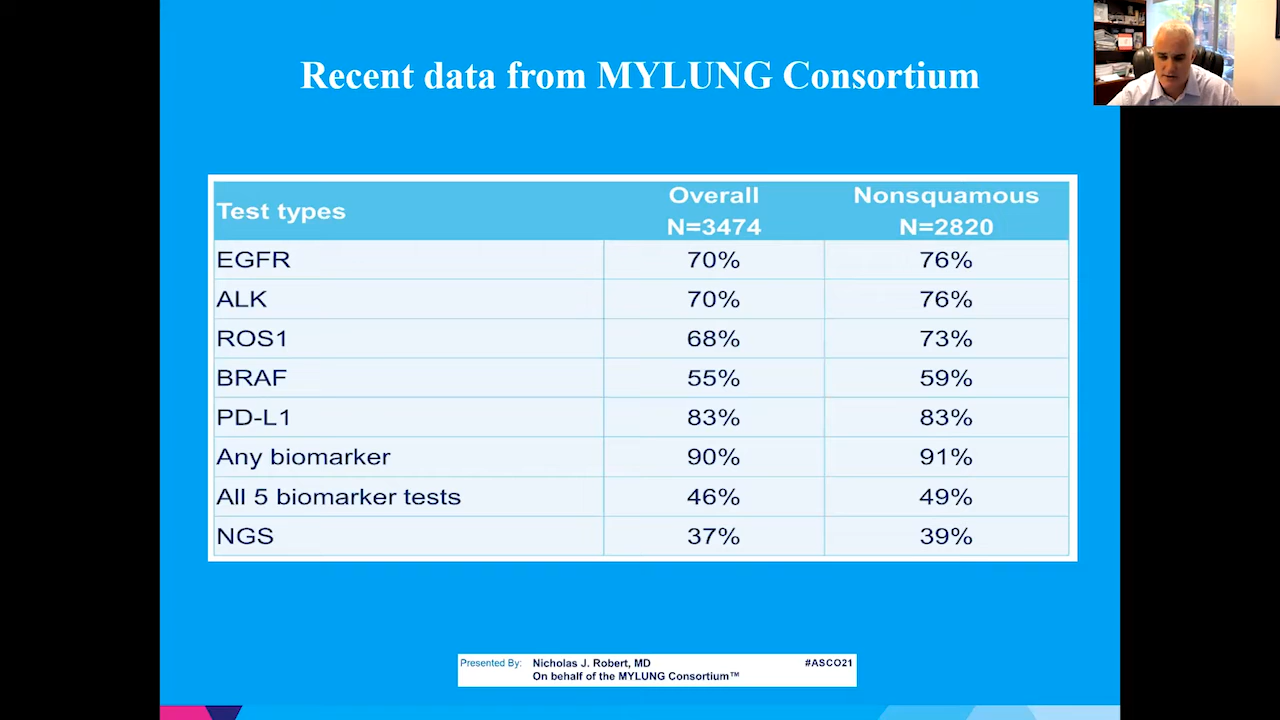 Recent data from MYLUNG Consortium
Test types
Overall
N=3474
Nonsquamous
N=2820
EGFR 70% 76%
ALK 70% 76%
ROS1 68% 73%
BRAF 55% 59%
PD-L1 83% 83%
Any biomarker 90% 91%
All 5 biomarker tests 46% 49%
NGS 37% 39%
Presented By: Nicholas J. Robert, MD #ASCO21
On behalf of the MYLUNG Consortium™